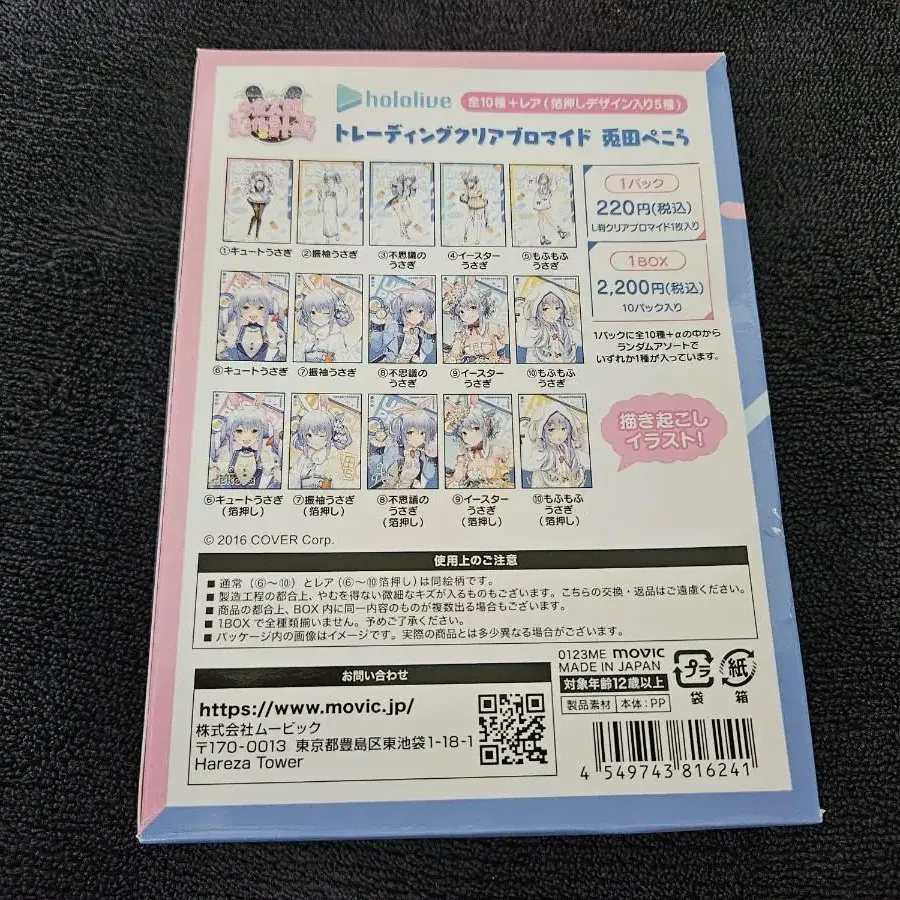 hololive 全10種+レア(箔押しデザイン入り5種)
トレーディングクリアブロマイド 兎田ぺこら
1パック
220円(税込)
L判クリアブロマイド1枚入り
1BOX
2,200円(税込)
10パック入り
1パックに全10種+αの中から
ランダムアソートで
いずれか1種が入っています。
①キュートうさぎ
②振袖うさぎ
③不思議の
うさぎ
④イースター
うさぎ
⑤もふもふ
うさぎ
⑥キュートうさぎ
⑦振袖うさぎ
⑧不思議の
うさぎ
⑨イースター
うさぎ
⑩もふもふ
うさぎ
描き起こし
イラスト!
⑥キュートうさぎ
(箔押し)
⑦振袖うさぎ
(箔押し)
⑧不思議の
うさぎ
(箔押し)
⑨イースター
うさぎ
(箔押し)
⑩もふもふ
うさぎ
(箔押し)
© 2016 COVER Corp.
使用上のご注意
■ 通常(⑥~⑩)とレア(⑥~⑩箔押し)は同絵柄です。
■ 製造工程の都合上、やむを得ない微細なキズが入るものもございます。こちらの交換・返品はご遠慮ください。
■ 商品の都合上、BOX内に同一内容のものが複数出る場合もございます。
■ 1BOXで全種類揃いません。予めご了承ください。
■ パッケージ内の画像はイメージです。実際の商品とは多少異なる場合がございます。
お問い合わせ
https://www.movic.jp/
株式会社ムービック
〒170-0013 東京都豊島区東池袋1-18-1
Hareza Tower
0123ME movic
MADE IN JAPAN
対象年齢12歳以上
製品素材 本体:PP
プラ
袋
紙
箱
4 549743 816241